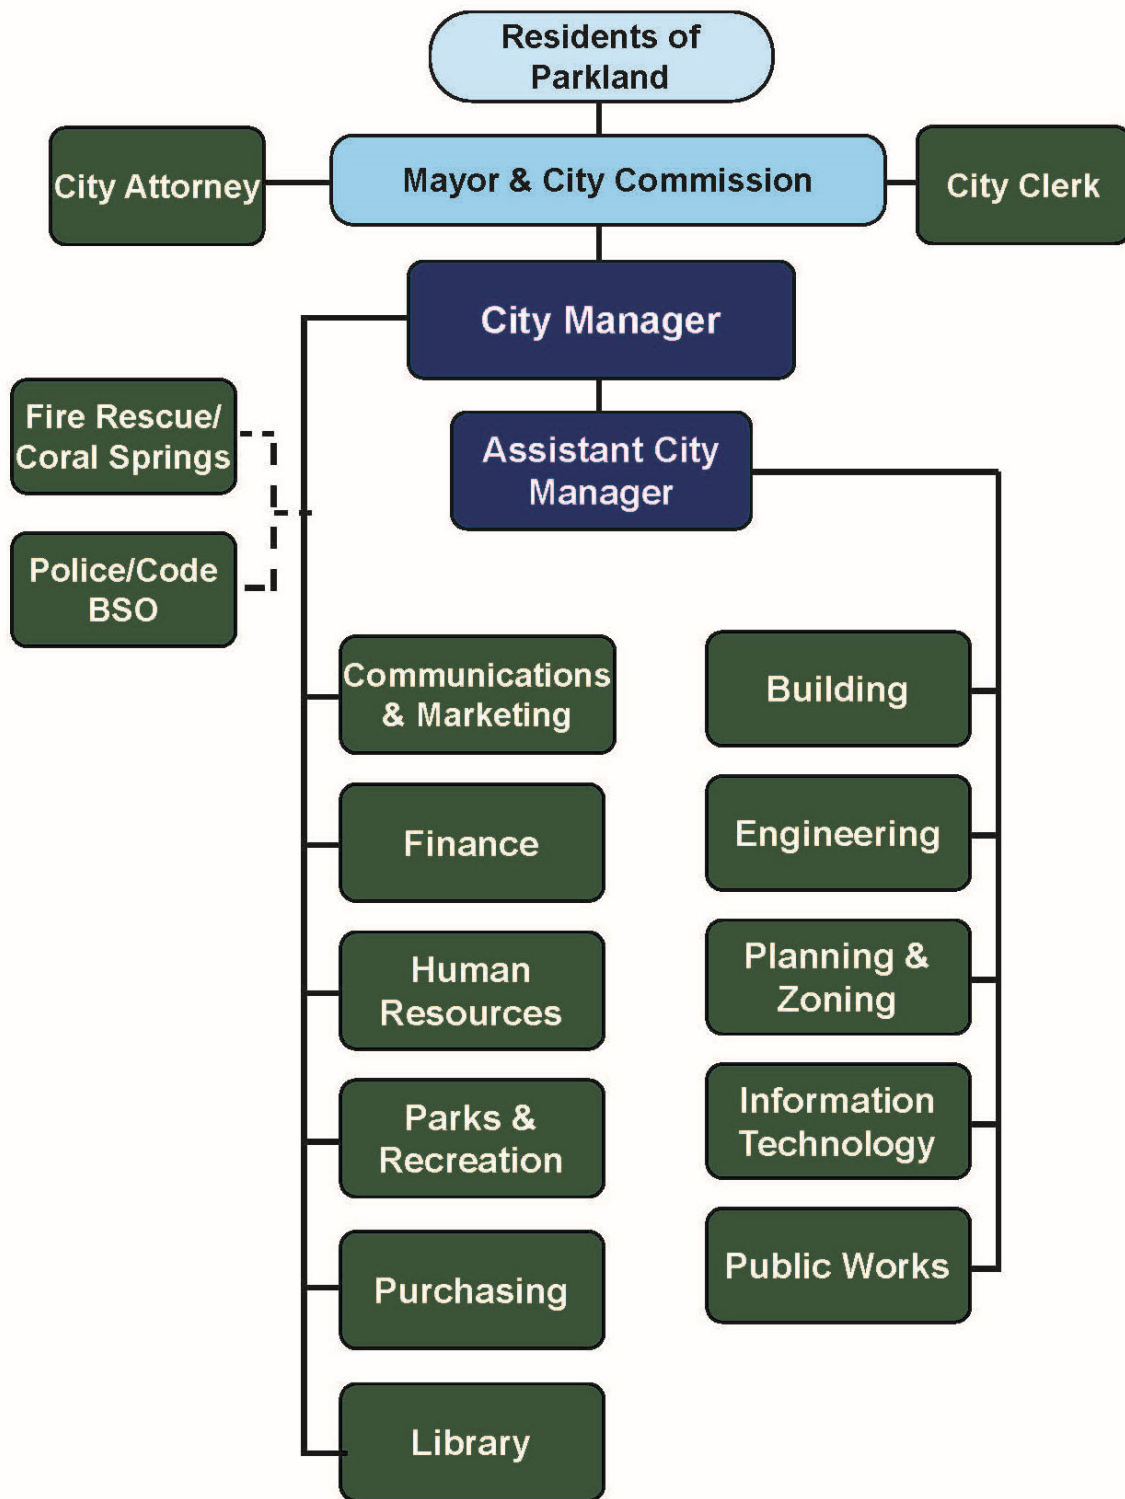 Residents of
Parkland
City Attorney
Mayor & City Commission
City Clerk
City Manager
Fire Rescue/
Coral Springs
Assistant City
Manager
Police/Code
BSO
Communications
& Marketing
Building
Finance
Engineering
Human
Resources
Planning &
Zoning
Parks &
Recreation
Information
Technology
Purchasing
Public Works
Library